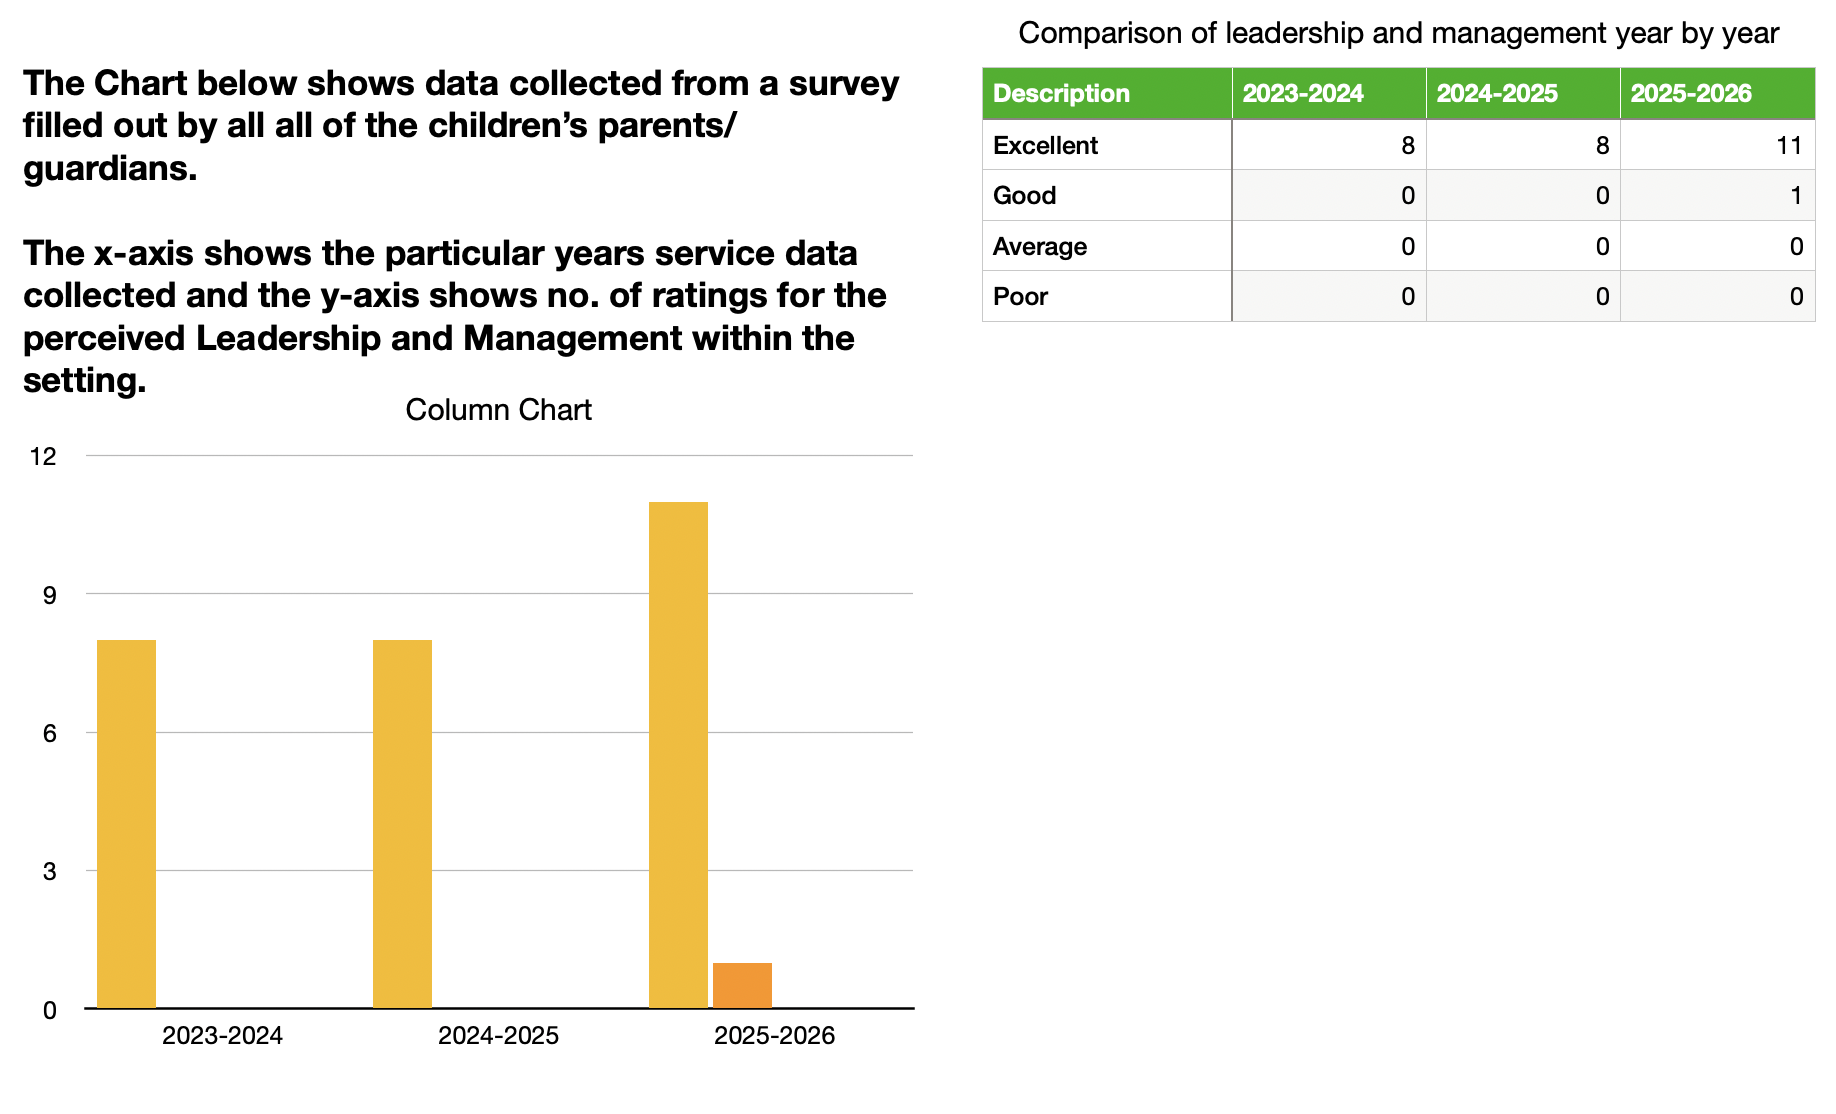 The Chart below shows data collected from a survey
filled out by all all of the children’s parents/
guardians.
The x-axis shows the particular years service data
collected and the y-axis shows no. of ratings for the
perceived Leadership and Management within the
setting.
Column Chart
12
9
6
3
0
2023-2024 2024-2025 2025-2026
Comparison of leadership and management year by year
Description 2023-2024 2024-2025 2025-2026
Excellent 8 8 11
Good 0 0 1
Average 0 0 0
Poor 0 0 0